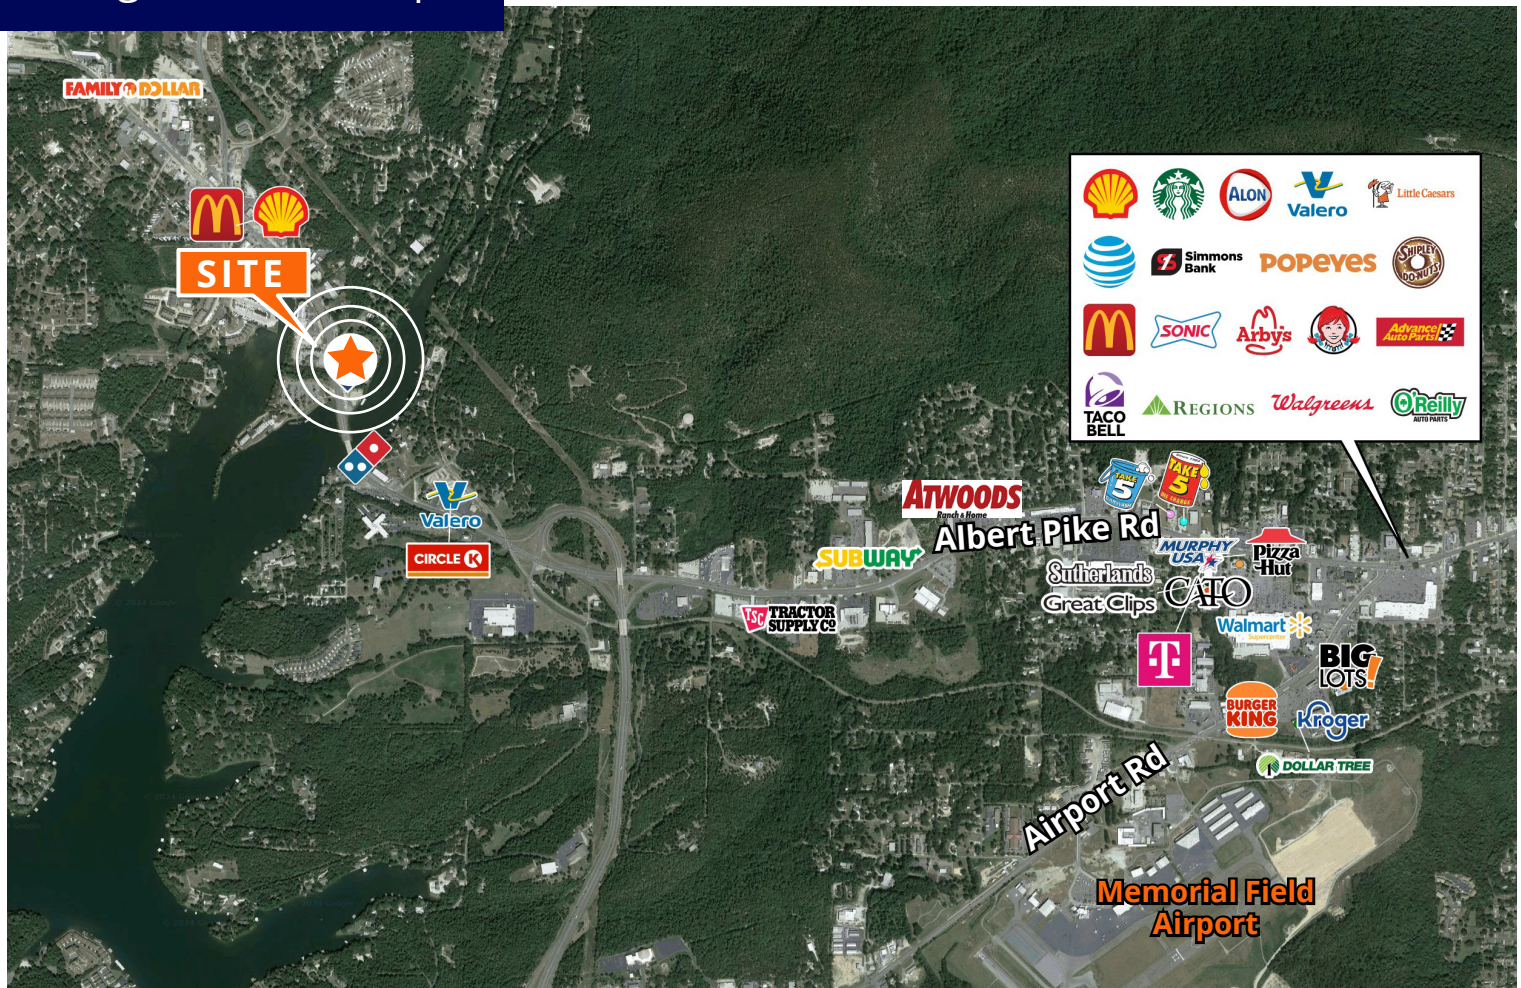 FAMILY DOLLAR
SITE
Valero
CIRCLE K
SUBWAY
TSC TRACTOR
SUPPLY CO
ATWOODS
Ranch & Home
Albert Pike Rd
TAKE
5
TAKE
5
OIL CHANGE
MURPHY
USA
Pizza
Hut
Sutherlands
Great Clips
CATO
Walmart
Supercenter
T
BIG
LOTS!
BURGER
KING
Kroger
DOLLAR TREE
Airport Rd
Memorial Field
Airport
ALON
Valero
Little Caesars
Simmons
Bank
POPEYES
SHIPLEY
DO-NUTS
SONIC
Arby's
Advance
Auto Parts
TACO
BELL
REGIONS
Walgreens
O'Reilly
AUTO PARTS